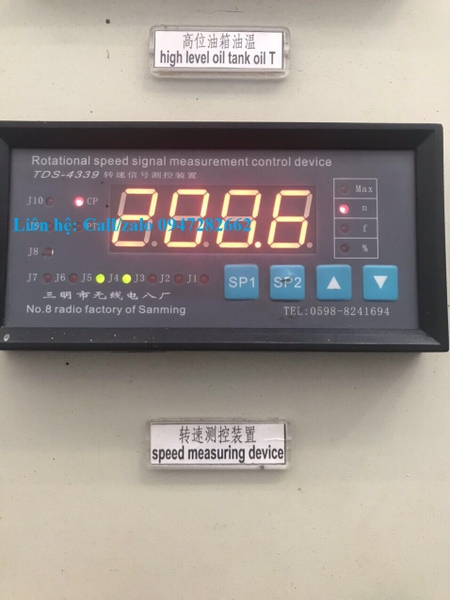 高位油箱油温
high level oil tank oil T
Rotational speed signal measurement control device
TDS-4339 转速信号测控装置
J10 CP
Liên hệ: Call/zalo 0947282662
J8
J7 J6 J5 J4 J3 J2 J1
Max
n
f
%
SP1 SP2
三明市无线电八厂
No.8 radio factory of Sanming
TEL:0598-8241694
转速测控装置
speed measuring device